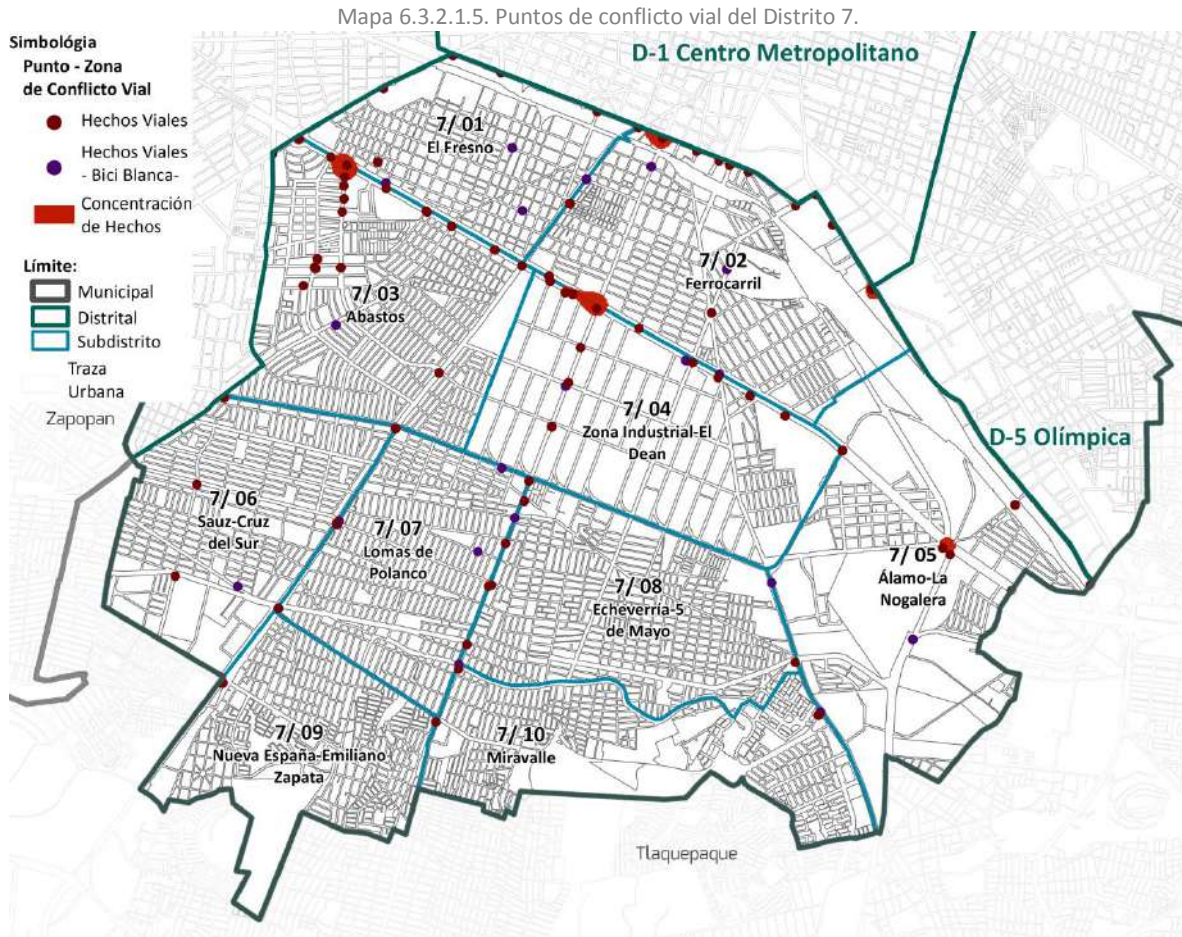 Mapa 6.3.2.1.5. Puntos de conflicto vial del Distrito 7.
Simbológia
Punto - Zona
de Conflicto Vial
Hechos Viales
Hechos Viales
- Bici Blanca-
Concentración
de Hechos
Límite:
Municipal
Distrital
Subdistrito
Traza
Urbana
Zapopan
D-1 Centro Metropolitano
7/ 01
El Fresno
7/ 02
Ferrocarril
7/ 03
Abastos
7/ 04
Zona Industrial-El
Dean
D-5 Olímpica
7/ 05
Álamo-La
Nogalera
7/ 06
Sauz-Cruz
del Sur
7/ 07
Lomas de
Polanco
7/ 08
Echeverría-5
de Mayo
7/ 09
Nueva España-Emiliano
Zapata
7/ 10
Miravalle
Tlaquepaque